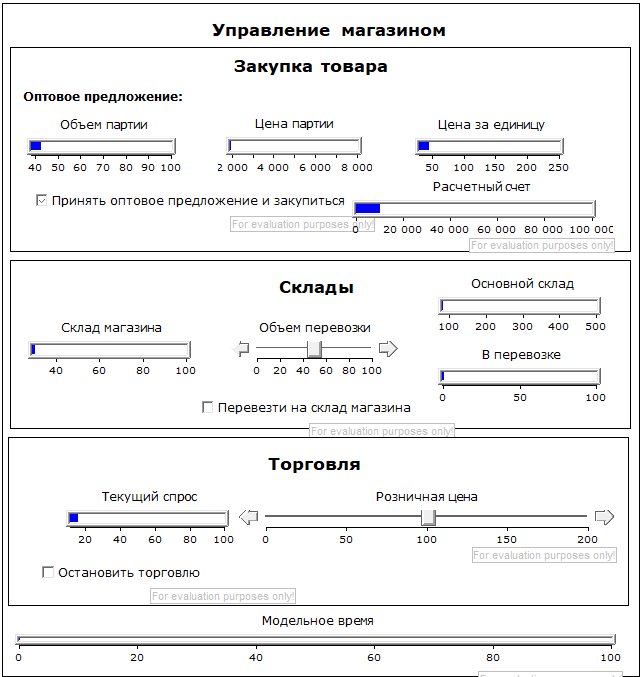 Управление магазином
Закупка товара
Оптовое предложение:
Объем партии
Цена партии
Цена за единицу
40 50 60 70 80 90 100
2 000 4 000 6 000 8 000
50 100 150 200 250
Принять оптовое предложение и закупиться
Расчетный счет
0 20 000 40 000 60 000 80 000 100 000
For evaluation purposes only!
For evaluation purposes only!
Склады
Основной склад
100 200 300 400 500
Склад магазина
Объем перевозки
40 60 80 100
0 20 40 60 80 100
В перевозке
0 50 100
Перевезти на склад магазина
For evaluation purposes only!
Торговля
Текущий спрос
Розничная цена
20 40 60 80 100
0 50 100 150 200
For evaluation purposes only!
Остановить торговлю
For evaluation purposes only!
Модельное время
0 20 40 60 80 100
For evaluation purposes only!